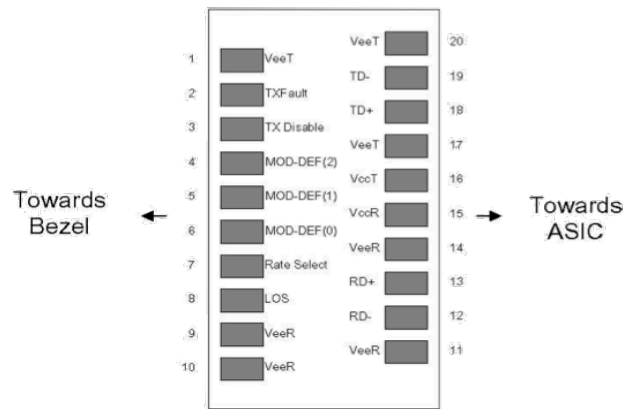 VeeT 20
1 VeeT
TD- 19
2 TXFault
TD+ 18
3 TX Disable
VeeT 17
4 MOD-DEF(2)
VccT 16
5 MOD-DEF(1)
Towards
Bezel
VccR 15
Towards
ASIC
6 MOD-DEF(0)
VeeR 14
7 Rate Select
RD+ 13
8 LOS
RD- 12
9 VeeR
VeeR 11
10 VeeR